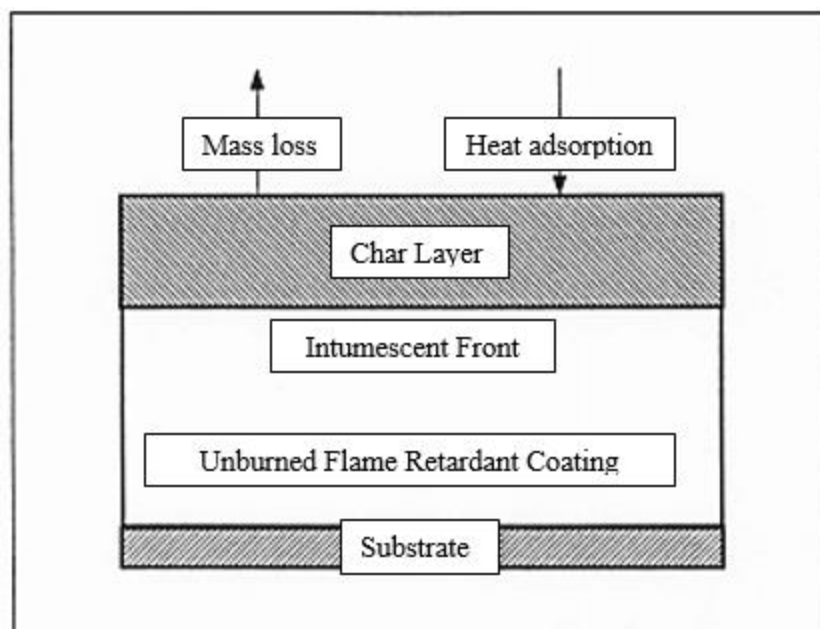 Mass loss
Heat adsorption
Char Layer
Intumescent Front
Unburned Flame Retardant Coating
Substrate